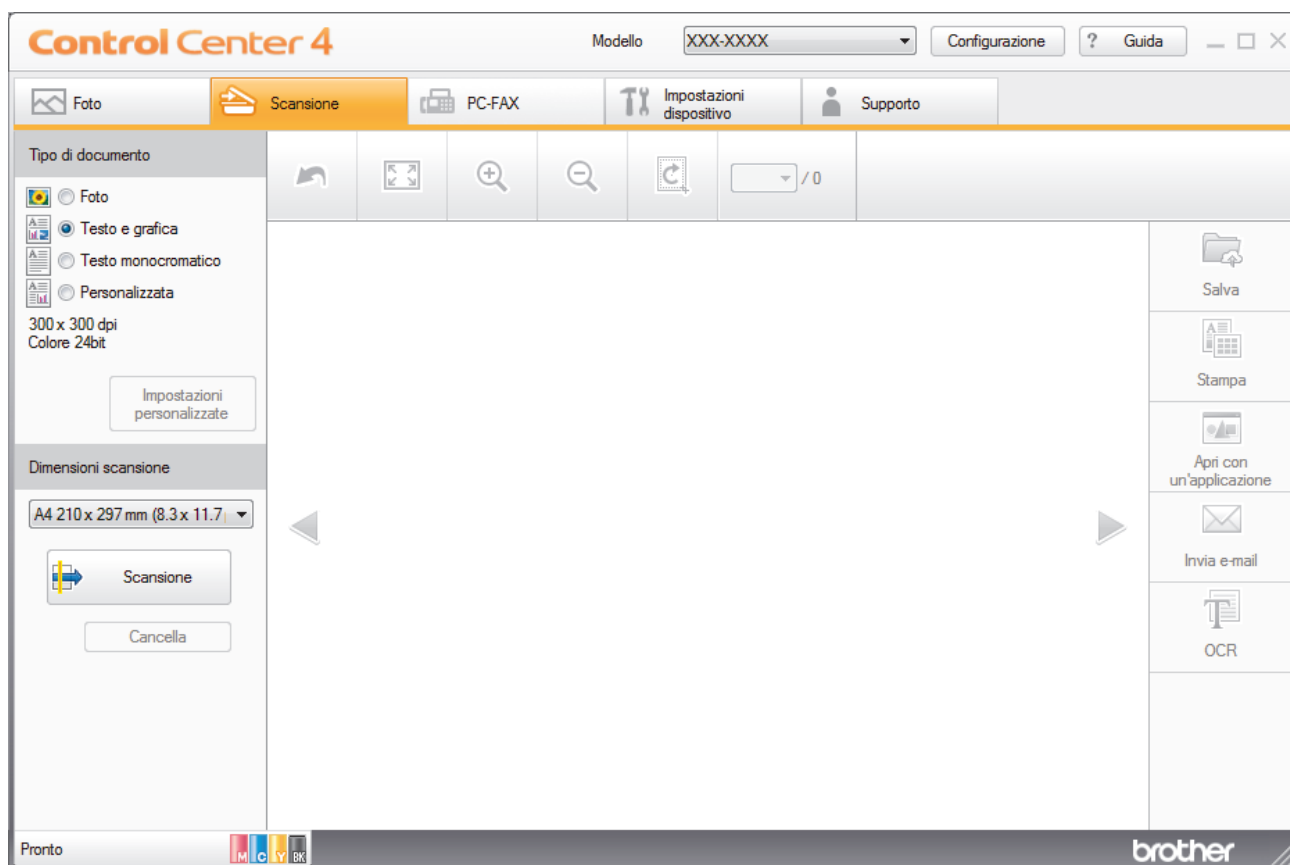 Control Center 4
Modello
XXX-XXXX
Configurazione
? Guida
Foto
Scansione
PC-FAX
Impostazioni
dispositivo
Supporto
Tipo di documento
Foto
Testo e grafica
Testo monocromatico
Personalizzata
300 x 300 dpi
Colore 24bit
Impostazioni
personalizzate
Dimensioni scansione
A4 210 x 297 mm (8.3 x 11.7
Scansione
Cancella
/ 0
Salva
Stampa
Apri con
un'applicazione
Invia e-mail
OCR
Pronto
M C Y BK
brother